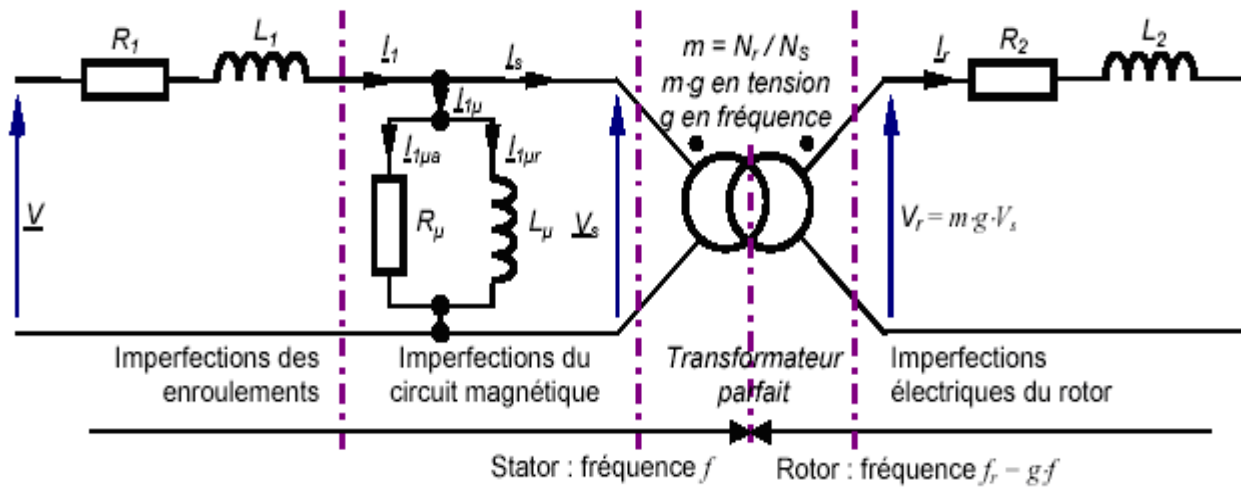 R1
L1
I1
Is
m = Nr / NS
m·g en tension
g en fréquence
Ir
R2
L2
I1µ
I1µa
I1µr
V
Rµ
Lµ
Vs
Vr = m·g·Vs
Imperfections des
enroulements
Imperfections du
circuit magnétique
Transformateur
parfait
Imperfections
électriques du rotor
Stator : fréquence f
Rotor : fréquence fr – g·f